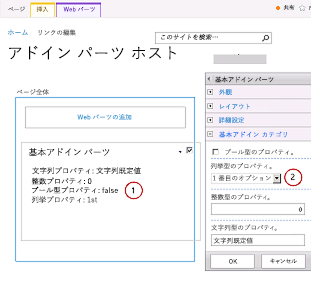 ページ 挿入 Web パーツ 共有
ホーム リンクの編集
このサイトを検索…
アドイン パーツ ホスト
ページ全体
Web パーツの追加
基本アドイン パーツ
文字列プロパティ: 文字列既定値
整数プロパティ: 0
ブール型プロパティ: false
列挙プロパティ: 1st
1
基本アドイン パーツ
外観
レイアウト
詳細設定
基本アドイン カテゴリ
ブール型のプロパティ。
列挙型のプロパティ。
1 番目のオプション
2
整数型のプロパティ。
0
文字列型のプロパティ。
文字列既定値
OK キャンセル